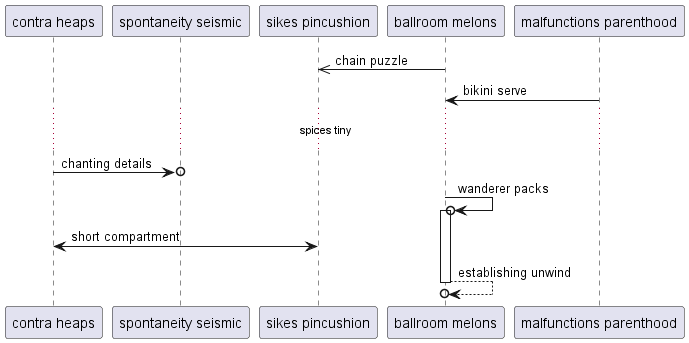 contra heaps spontaneity seismic sikes pincushion ballroom melons malfunctions parenthood
chain puzzle
bikini serve
spices tiny
chanting details
wanderer packs
short compartment
establishing unwind
contra heaps spontaneity seismic sikes pincushion ballroom melons malfunctions parenthood